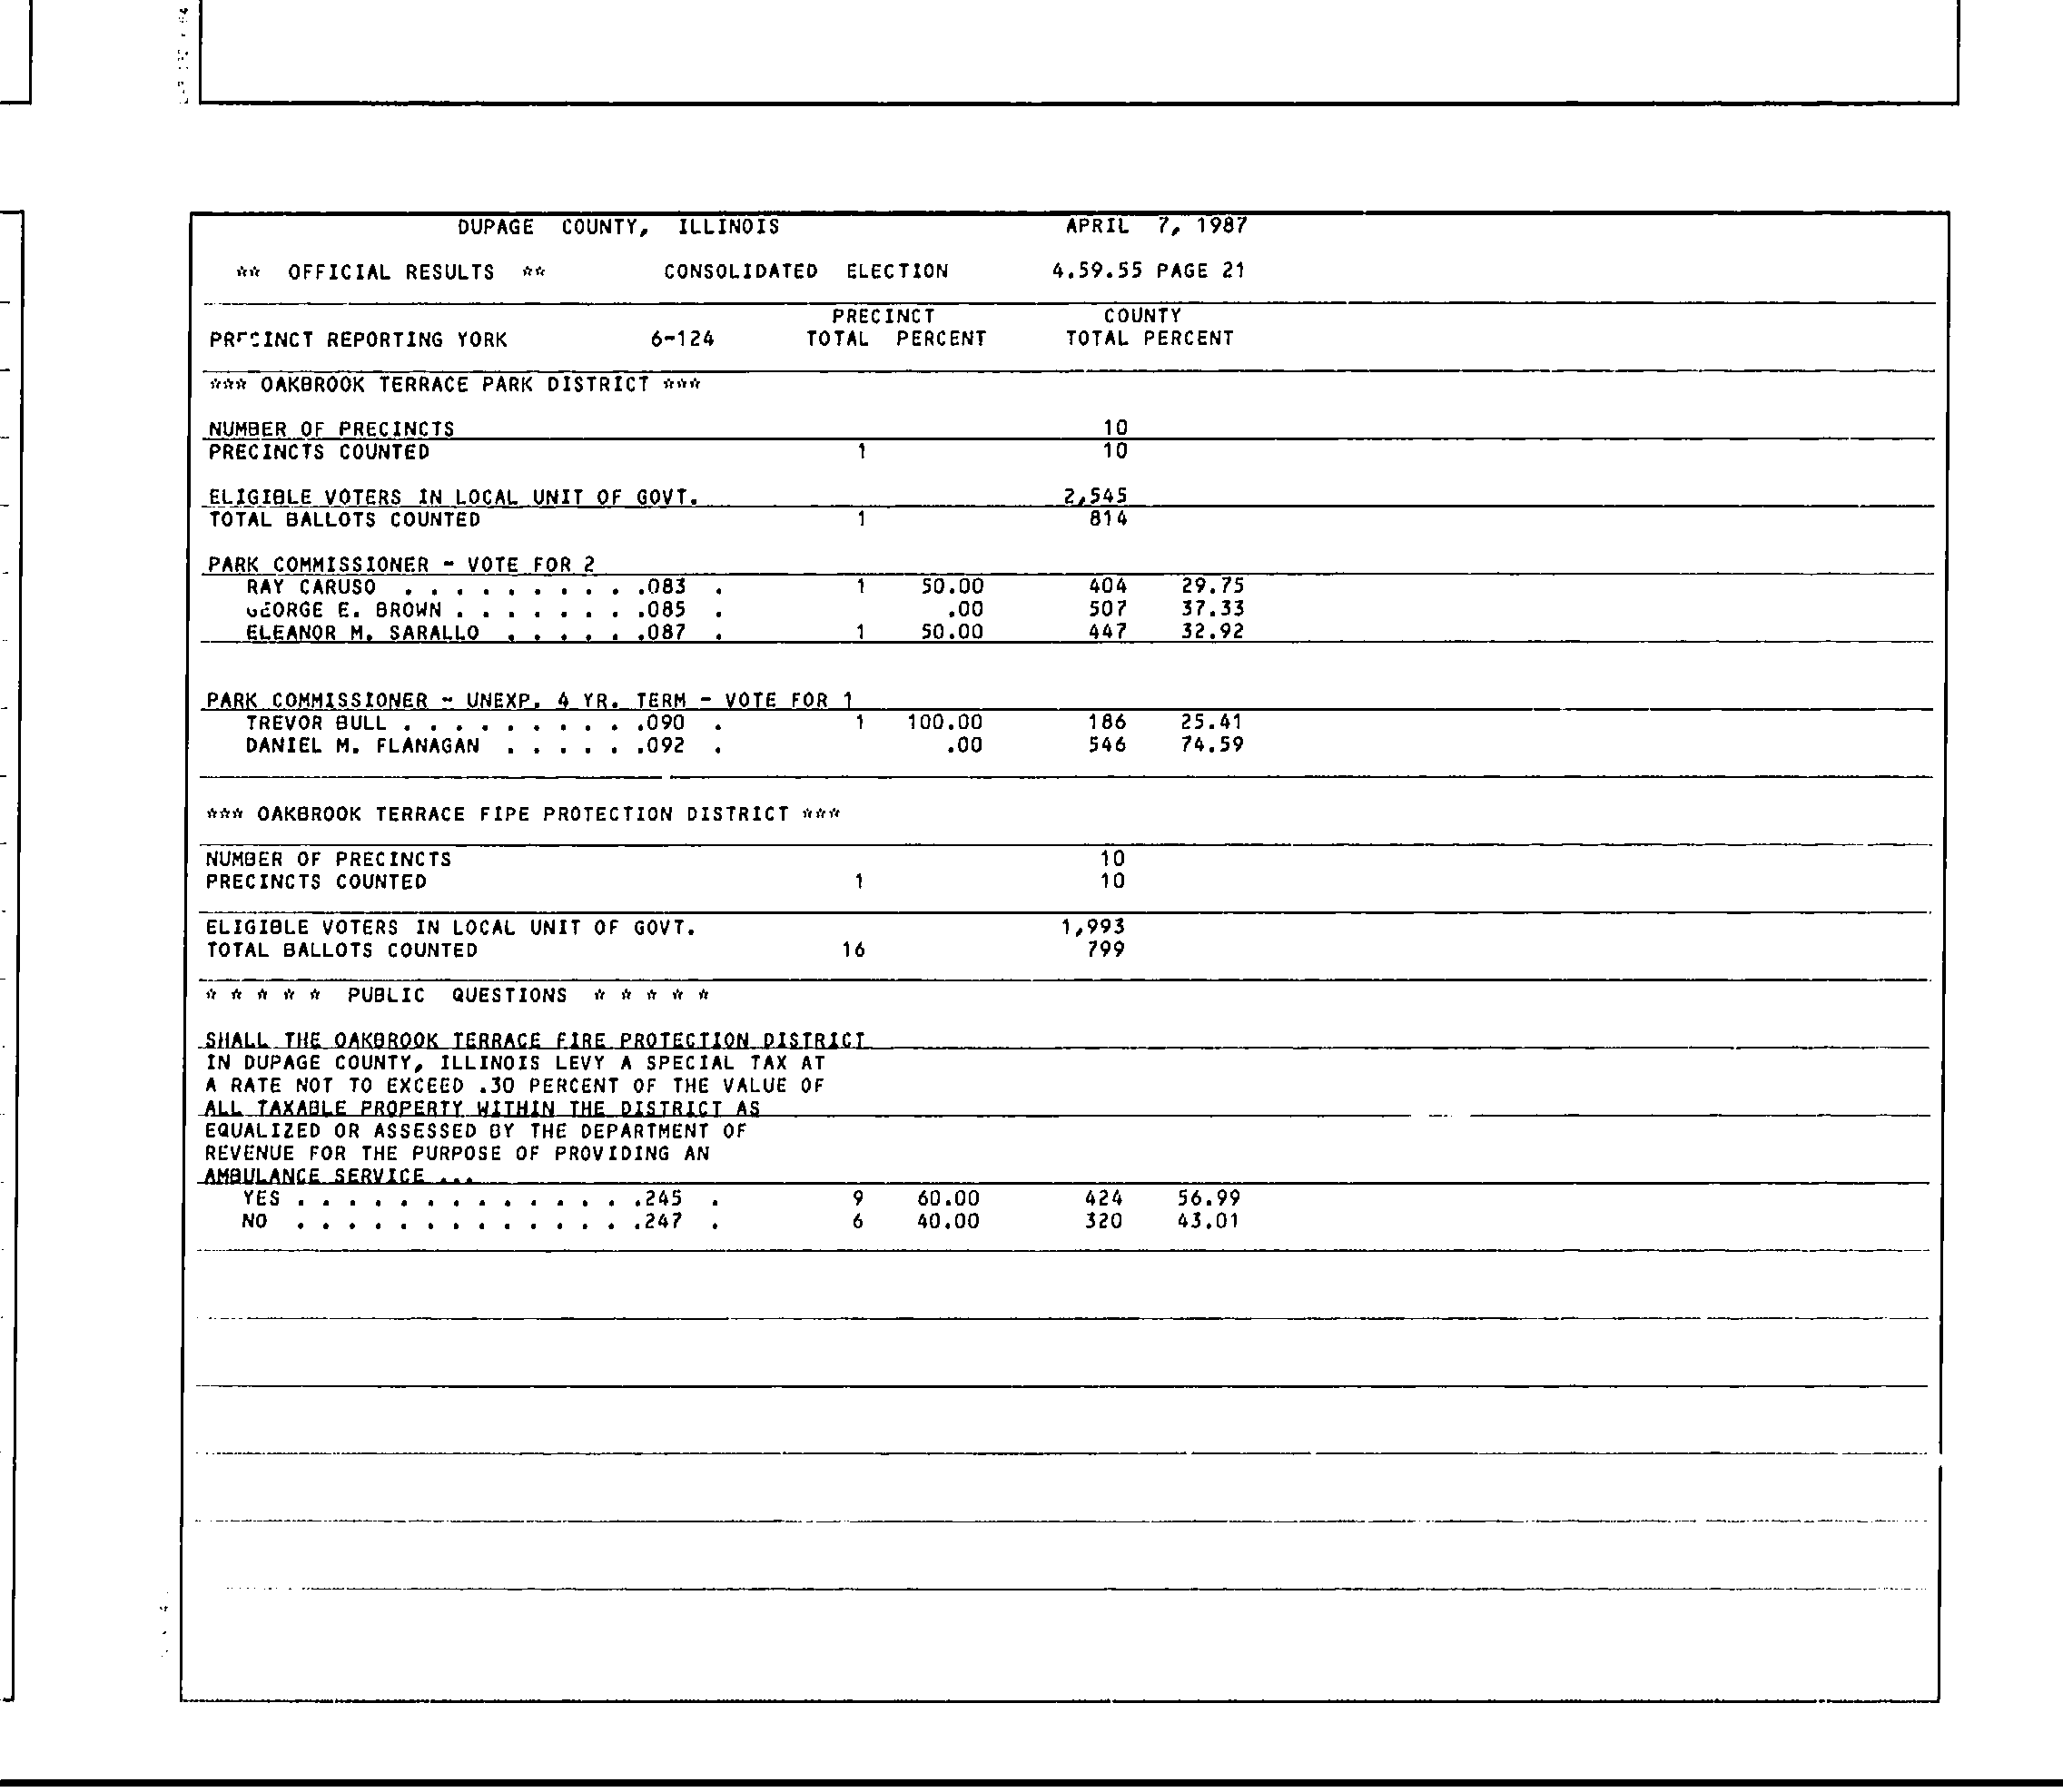 DUPAGE COUNTY, ILLINOIS APRIL 7, 1987
** OFFICIAL RESULTS ** CONSOLIDATED ELECTION 4.59.55 PAGE 21
PRECINCT COUNTY
PRECINCT REPORTING YORK 6-124 TOTAL PERCENT TOTAL PERCENT
*** OAKBROOK TERRACE PARK DISTRICT ***
NUMBER OF PRECINCTS 10
PRECINCTS COUNTED 1 10
ELIGIBLE VOTERS IN LOCAL UNIT OF GOVT. 2,545
TOTAL BALLOTS COUNTED 1 814
PARK COMMISSIONER - VOTE FOR 2
RAY CARUSO . . . . . . . . . .083 . 1 50.00 404 29.75
GEORGE E. BROWN . . . . . . . .085 . .00 507 37.33
ELEANOR M. SARALLO . . . . . .087 . 1 50.00 447 32.92
PARK COMMISSIONER - UNEXP. 4 YR. TERM - VOTE FOR 1
TREVOR BULL . . . . . . . . . .090 . 1 100.00 186 25.41
DANIEL M. FLANAGAN . . . . . .092 . .00 546 74.59
*** OAKBROOK TERRACE FIPE PROTECTION DISTRICT ***
NUMBER OF PRECINCTS 10
PRECINCTS COUNTED 1 10
ELIGIBLE VOTERS IN LOCAL UNIT OF GOVT. 1,993
TOTAL BALLOTS COUNTED 16 799
* * * * * PUBLIC QUESTIONS * * * * *
SHALL THE OAKBROOK TERRACE FIRE PROTECTION DISTRICT
IN DUPAGE COUNTY, ILLINOIS LEVY A SPECIAL TAX AT
A RATE NOT TO EXCEED .30 PERCENT OF THE VALUE OF
ALL TAXABLE PROPERTY WITHIN THE DISTRICT AS
EQUALIZED OR ASSESSED BY THE DEPARTMENT OF
REVENUE FOR THE PURPOSE OF PROVIDING AN
AMBULANCE SERVICE ...
YES . . . . . . . . . . . . . .245 . 9 60.00 424 56.99
NO . . . . . . . . . . . . . .247 . 6 40.00 320 43.01